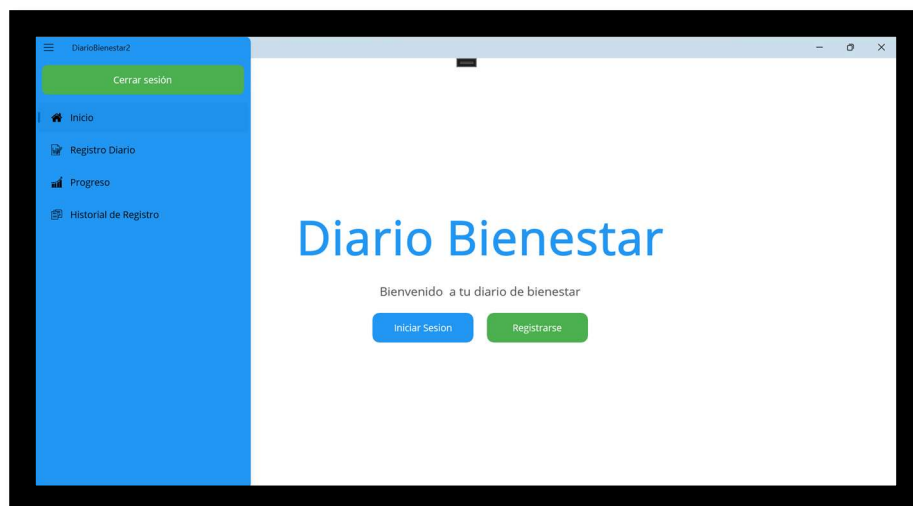 DiarioBienestar2
Cerrar sesión
Inicio
Registro Diario
Progreso
Historial de Registro
Diario Bienestar
Bienvenido  a tu diario de bienestar
Iniciar Sesion
Registrarse